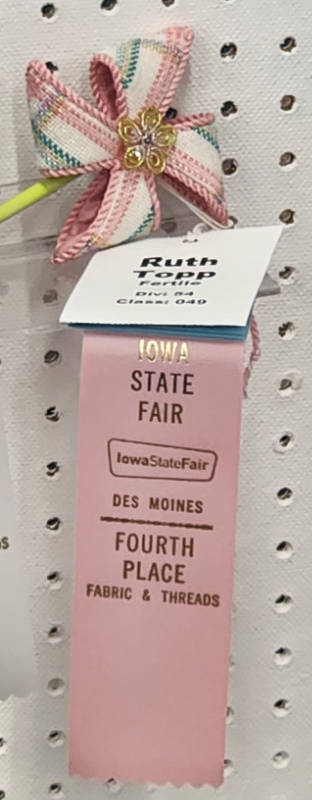 Ruth
Topp
Fertile
Div: 54
Class: 049
IOWA
STATE
FAIR
IowaStateFair
DES MOINES
FOURTH
PLACE
FABRIC & THREADS